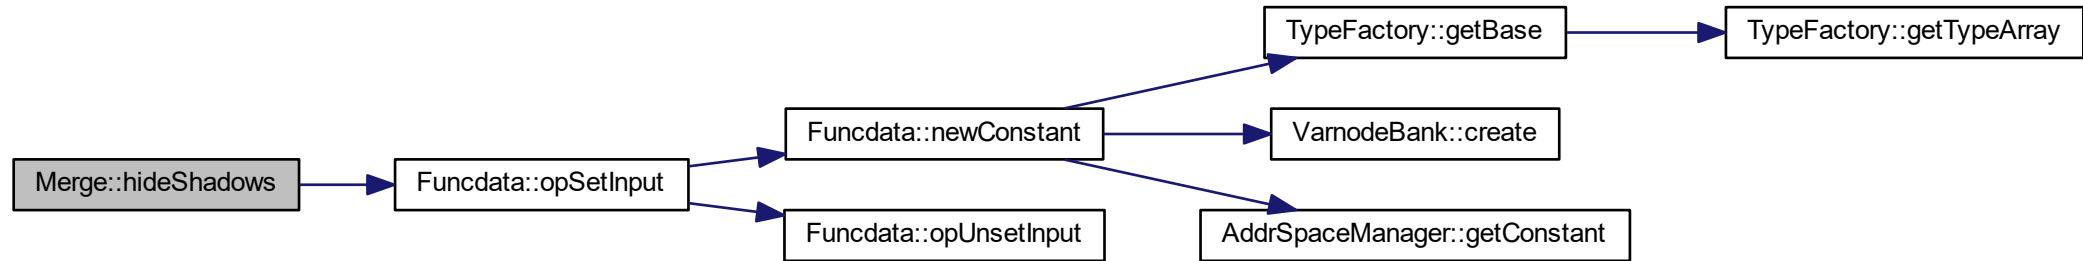 Merge::hideShadows
Funcdata::opSetInput
Funcdata::newConstant
TypeFactory::getBase
TypeFactory::getTypeArray
VarnodeBank::create
AddrSpaceManager::getConstant
Funcdata::opUnsetInput